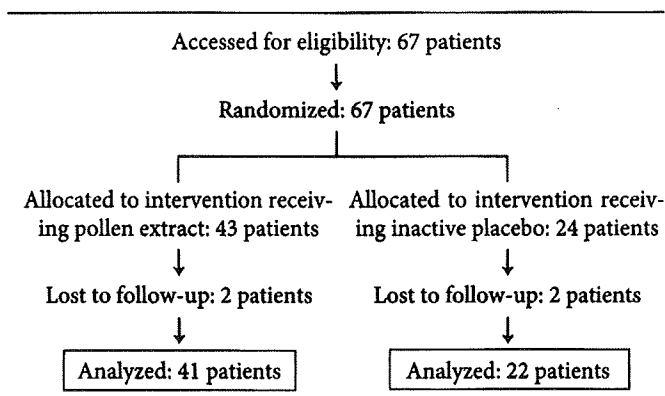 Accessed for eligibility: 67 patients
Randomized: 67 patients
Allocated to intervention receiv-
ing pollen extract: 43 patients
Allocated to intervention receiv-
ing inactive placebo: 24 patients
Lost to follow-up: 2 patients
Lost to follow-up: 2 patients
Analyzed: 41 patients
Analyzed: 22 patients